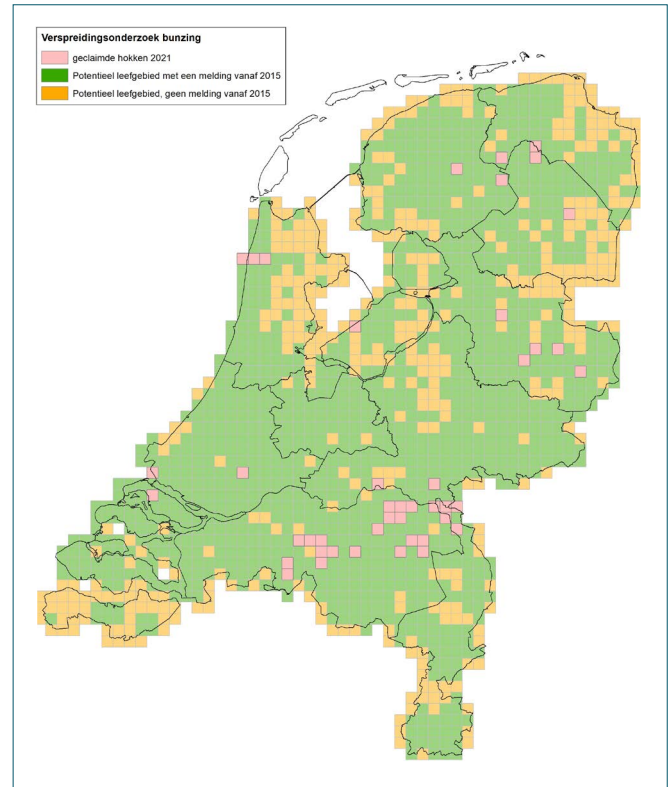 Verspreidingsonderzoek bunzing
geclaimde hokken 2021
Potentieel leefgebied met een melding vanaf 2015
Potentieel leefgebied, geen melding vanaf 2015